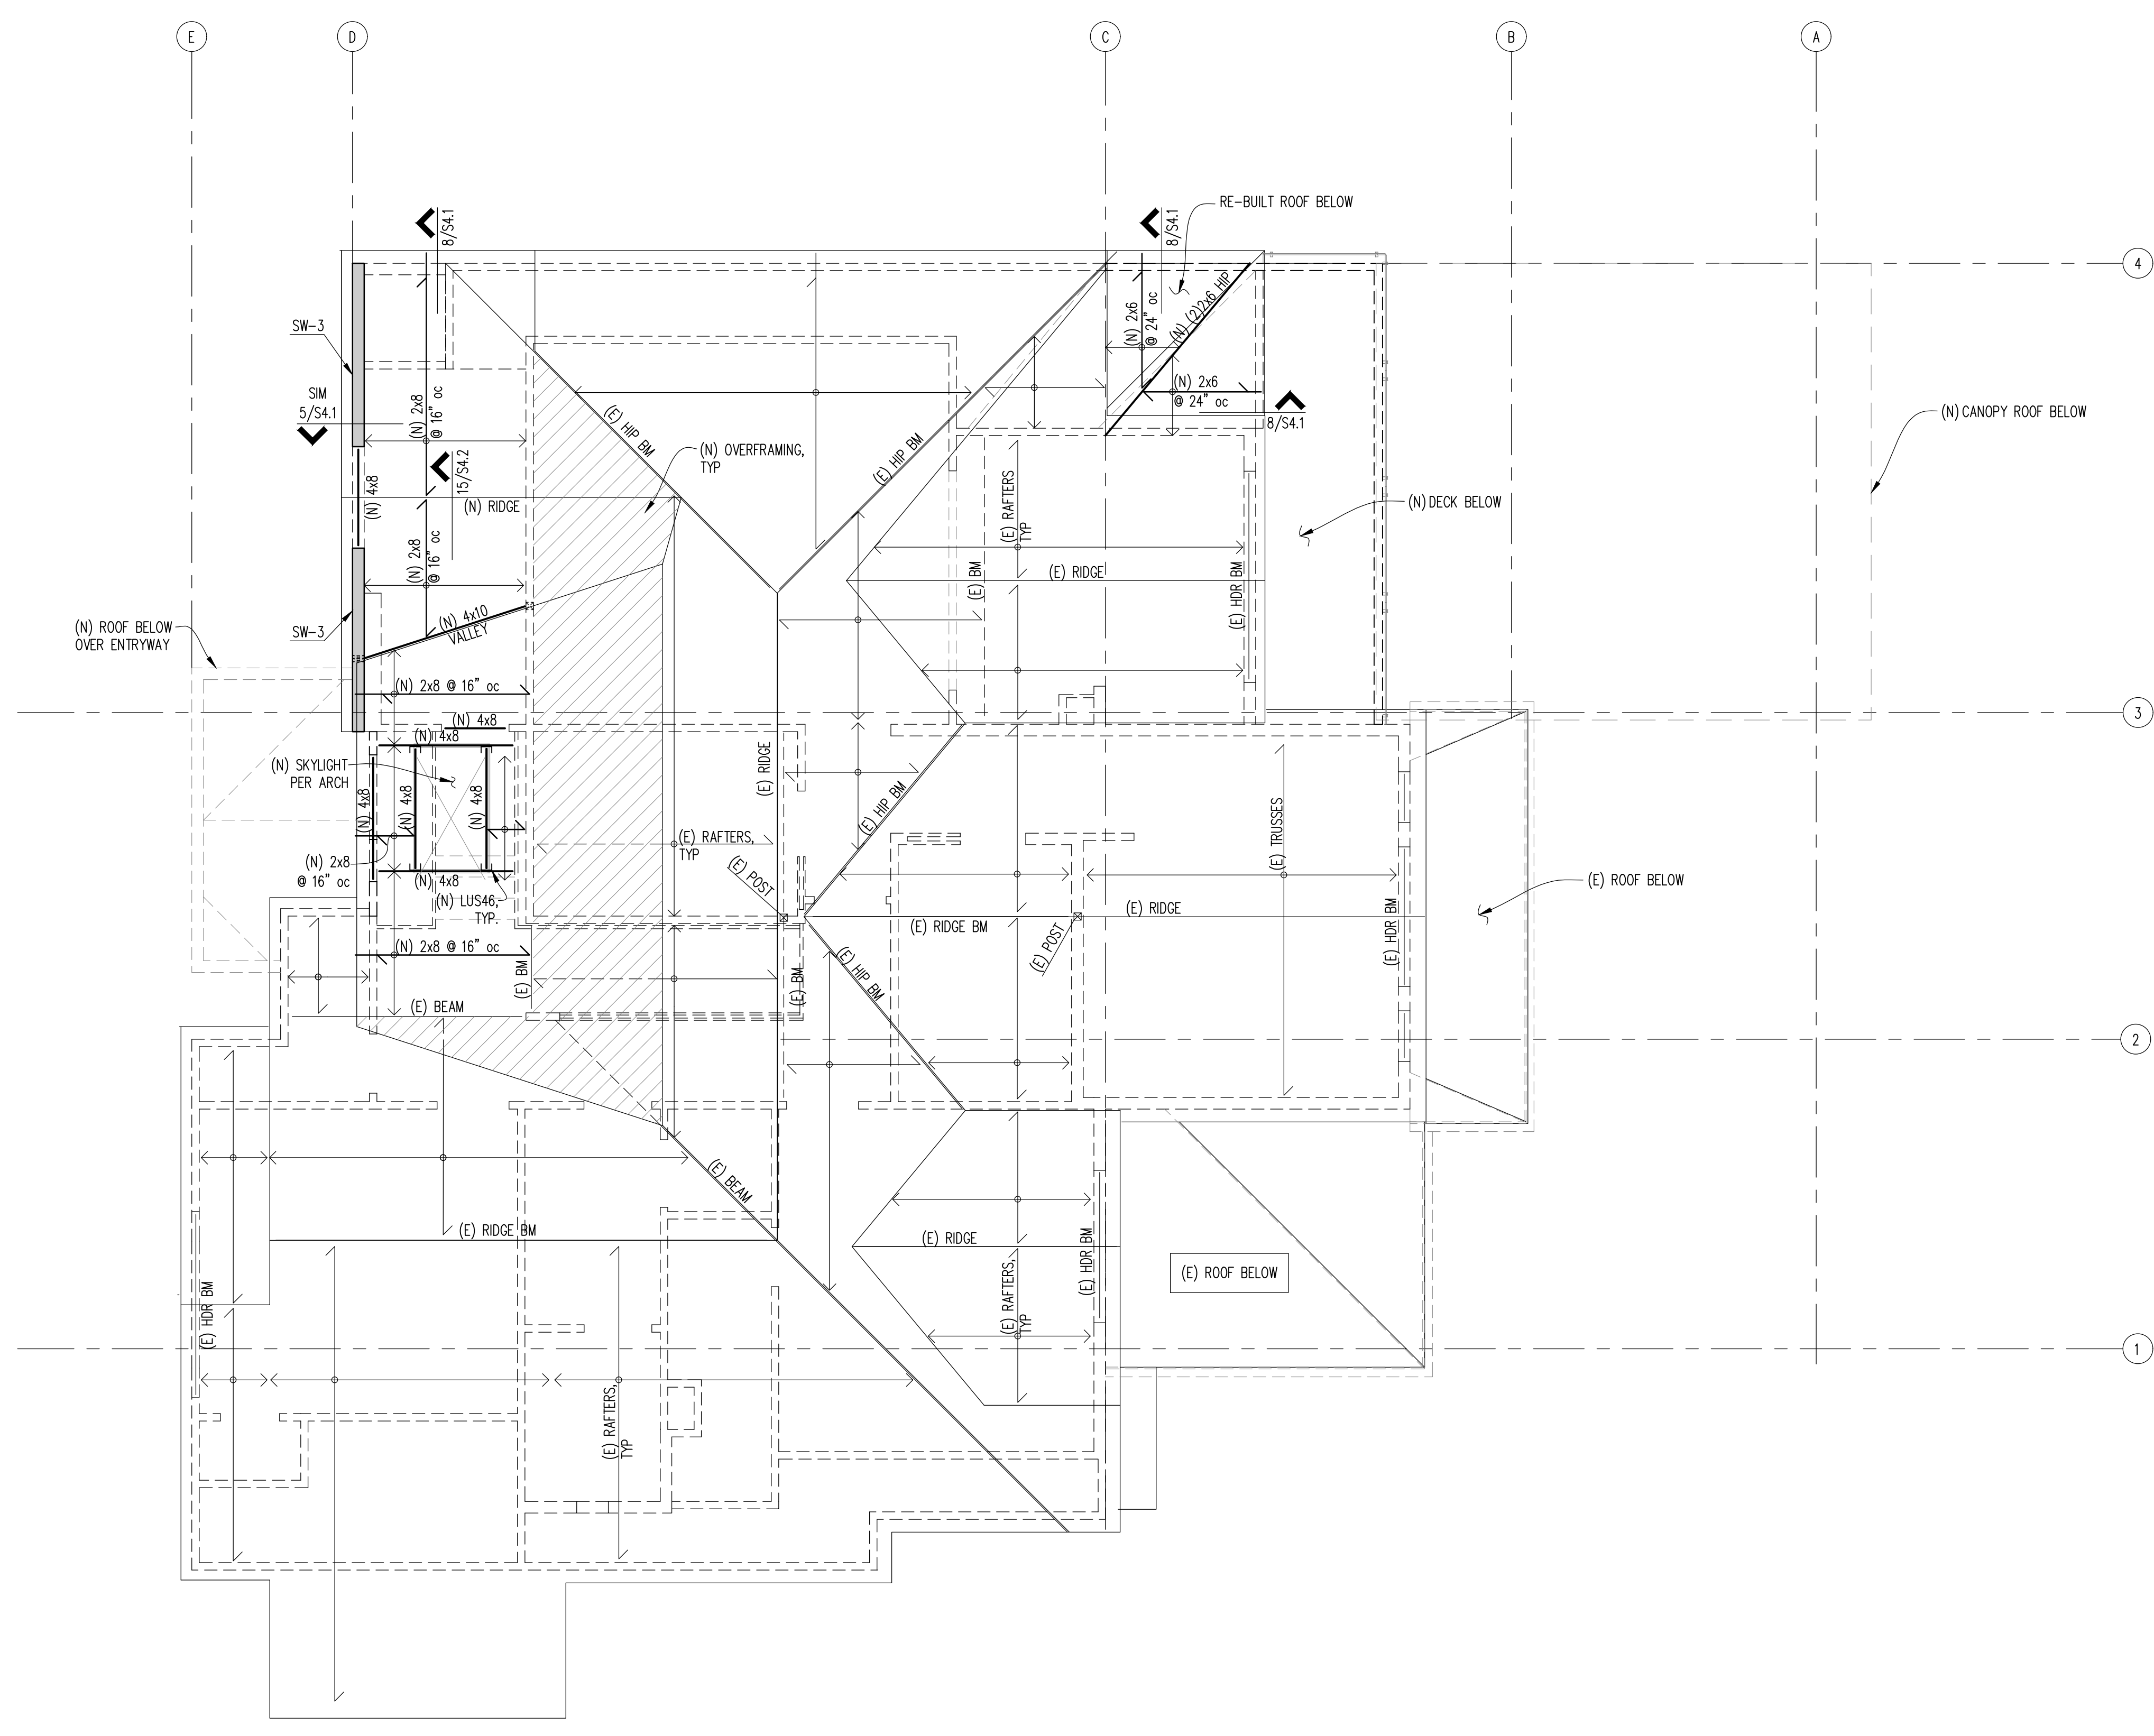 E
D
C
B
A
4
3
2
1
8/S4.1
8/S4.1
RE-BUILT ROOF BELOW
SW-3
SIM
5/S4.1
(N) 2x8
@ 16" oc
15/S4.2
(N) 4x8
(N) RIDGE
(N) 2x8
@ 16" oc
(N) 4x10
VALLEY
SW-3
(N) ROOF BELOW
OVER ENTRYWAY
(E) HIP BM
(N) OVERFRAMING,
TYP
(E) HIP BM
(N) 2x6
@ 24" oc
(N) (2)2x6 HIP
(N) 2x6
@ 24" oc
8/S4.1
(N) CANOPY ROOF BELOW
(N) DECK BELOW
(E) RAFTERS
TYP
(E) BM
(E) RIDGE
(E) HDR BM
(N) 2x8 @ 16" oc
(N) 4x8
(N) 4x8
(N) SKYLIGHT
PER ARCH
(N) 4x8
(N) 4x8
(N) 4x8
(N) 2x8
@ 16" oc
(N) 4x8
(N) LUS46,
TYP.
(N) 2x8 @ 16" oc
(E) RIDGE
(E) RAFTERS,
TYP
(E) POST
(E) HIP BM
(E) TRUSSES
(E) RIDGE BM
(E) RIDGE
(E) POST
(E) HDR BM
(E) ROOF BELOW
(E) HIP BM
(E) BM
(E) BM
(E) BEAM
(E) BEAM
(E) RIDGE BM
(E) RIDGE
(E) HDR BM
(E) RAFTERS,
TYP
(E) ROOF BELOW
(E) HDR BM
(E) RAFTERS,
TYP